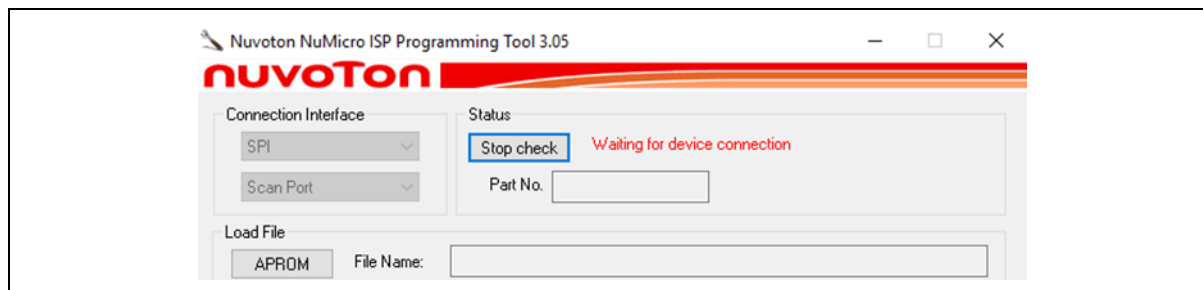 Nuvoton NuMicro ISP Programming Tool 3.05
nuvoTon
Connection Interface
Status
SPI
Stop check
Waiting for device connection
Scan Port
Part No.
Load File
APROM
File Name: